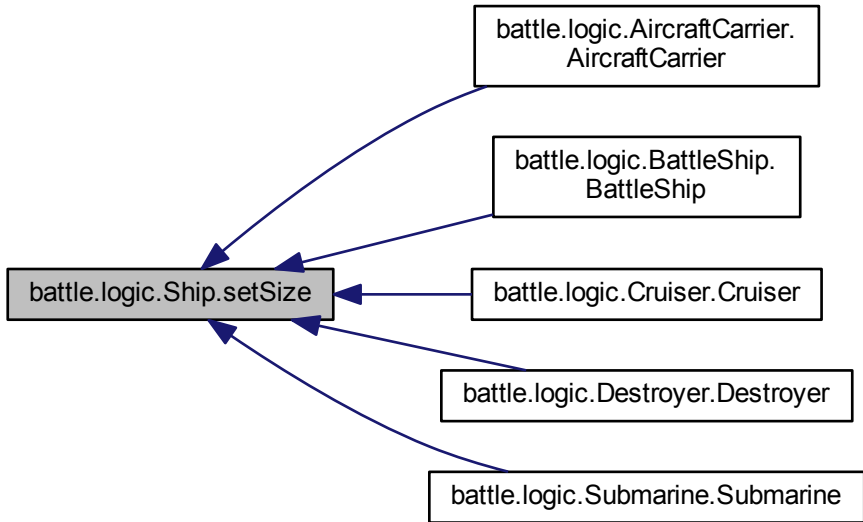 battle.logic.AircraftCarrier.
AircraftCarrier
battle.logic.BattleShip.
BattleShip
battle.logic.Ship.setSize
battle.logic.Cruiser.Cruiser
battle.logic.Destroyer.Destroyer
battle.logic.Submarine.Submarine